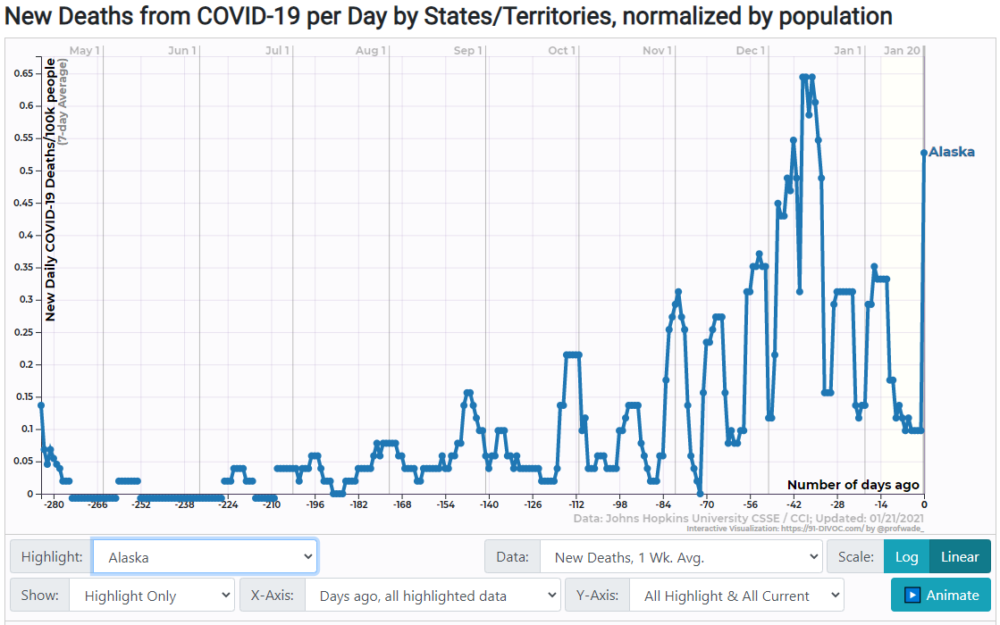 New Deaths from COVID-19 per Day by States/Territories, normalized by population
May 1 Jun 1 Jul 1 Aug 1 Sep 1 Oct 1 Nov 1 Dec 1 Jan 1 Jan 20
New Daily COVID-19 Deaths/100k people
(7-day Average)
0.65
0.6
0.55
0.5
0.45
0.4
0.35
0.3
0.25
0.2
0.15
0.1
0.05
0
Alaska
Number of days ago
-280 -266 -252 -238 -224 -210 -196 -182 -168 -154 -140 -126 -112 -98 -84 -70 -56 -42 -28 -14 0
Data: Johns Hopkins University CSSE / CCI; Updated: 01/21/2021
Interactive Visualization: https://91-DIVOC.com/ by @profwade_
Highlight: Alaska Data: New Deaths, 1 Wk. Avg. Scale: Log Linear
Show: Highlight Only X-Axis: Days ago, all highlighted data Y-Axis: All Highlight & All Current Animate